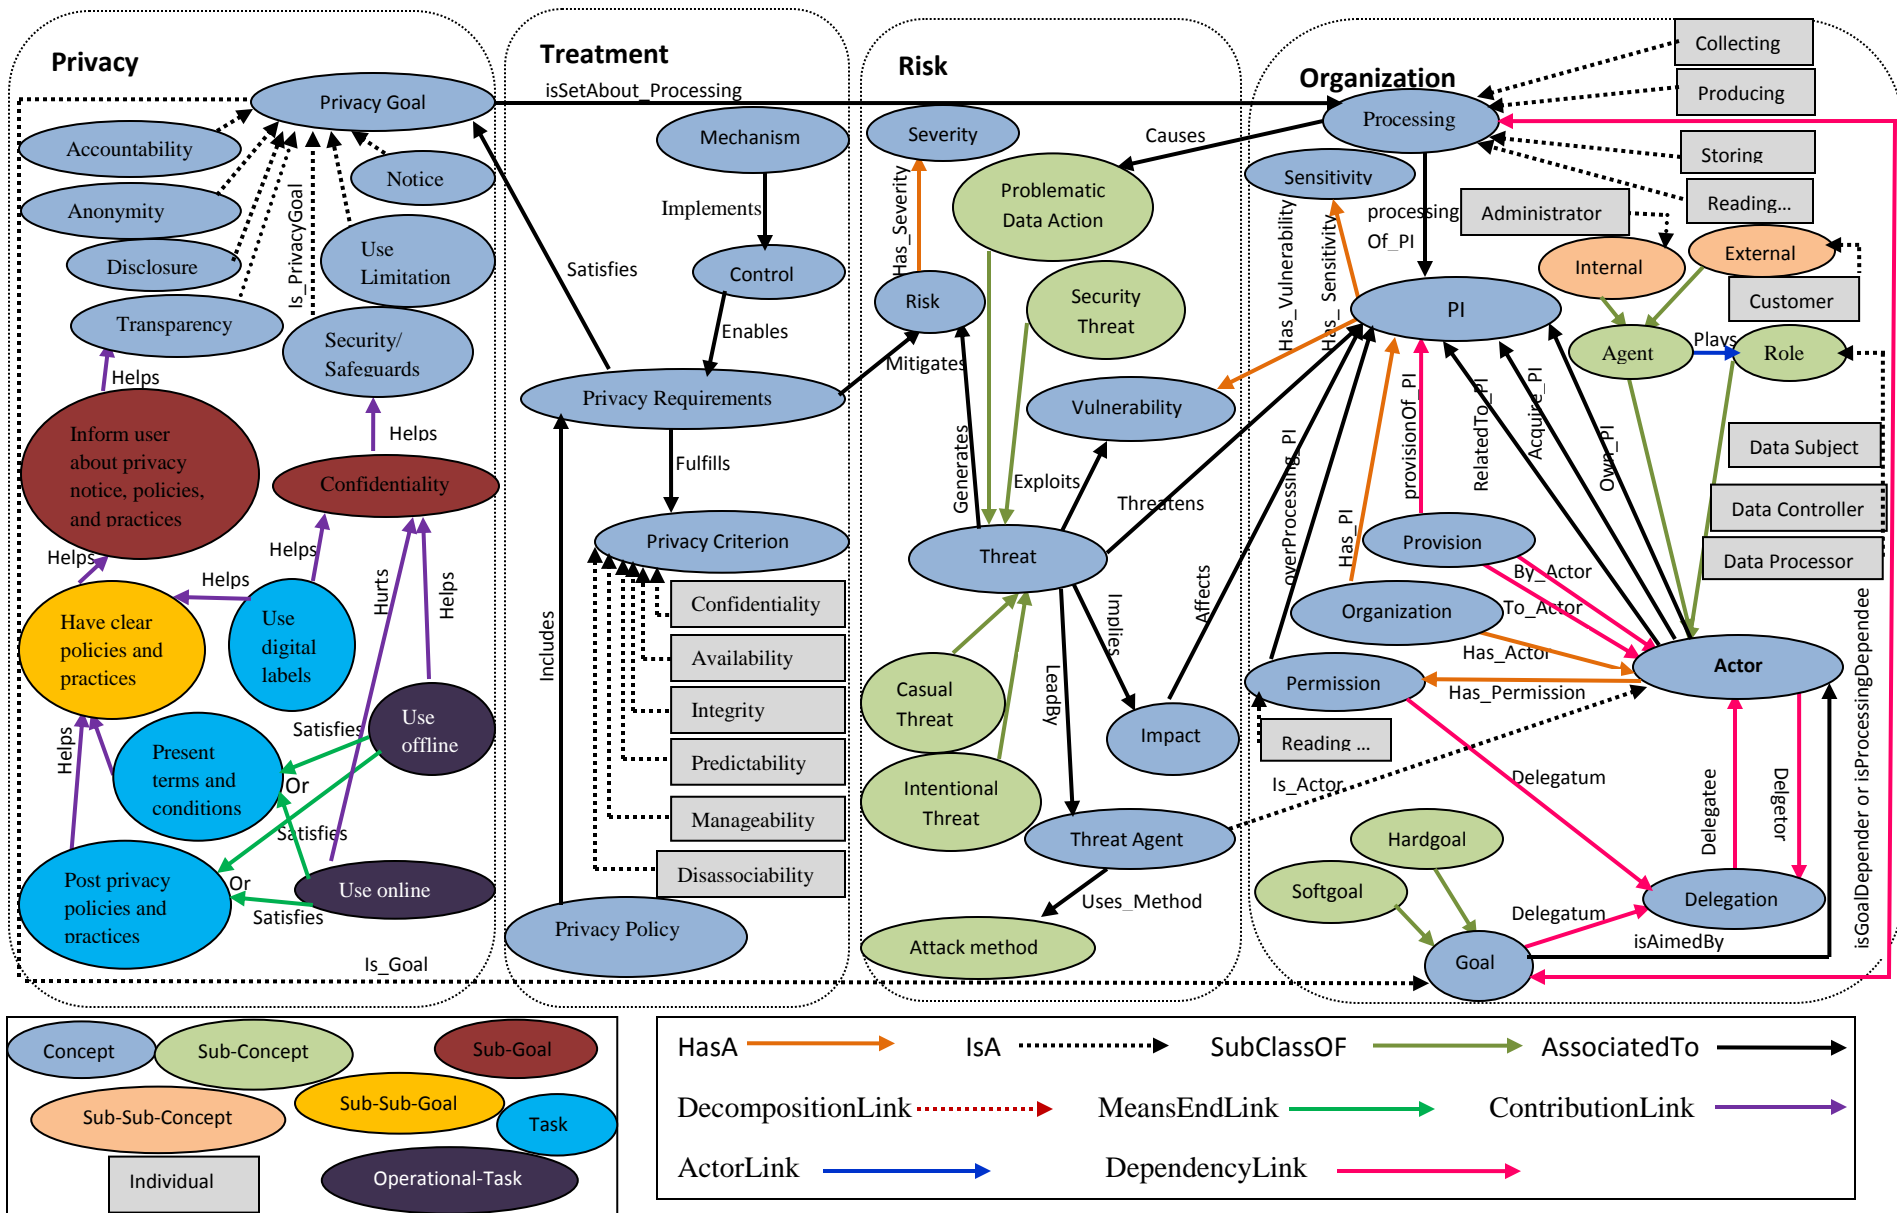 Privacy
Treatment
Risk
Organization
Privacy Goal
isSetAbout_Processing
Accountability
Notice
Anonymity
Is_PrivacyGoal
Use
Limitation
Disclosure
Transparency
Security/
Safeguards
Helps
Inform user
about privacy
notice, policies,
and practices
Helps
Confidentiality
Helps
Helps
Helps
Hurts
Helps
Have clear
policies and
practices
Use
digital
labels
Use
offline
Satisfies
Present
terms and
conditions
Or
Helps
Satisfies
Post privacy
policies and
practices
Or
Satisfies
Use online
Is_Goal
Mechanism
Implements
Satisfies
Control
Enables
Privacy Requirements
Mitigates
Fulfills
Privacy Criterion
Includes
Confidentiality
Availability
Integrity
Predictability
Manageability
Disassociability
Privacy Policy
Severity
Causes
Has_Severity
Problematic
Data Action
Risk
Security
Threat
Vulnerability
Generates
Exploits
Threatens
Threat
Implies
Affects
LeadBy
Casual
Threat
Impact
Intentional
Threat
Threat Agent
Uses_Method
Attack method
Collecting
Producing
Processing
Storing
Sensitivity
Reading...
Administrator
processing
Of_PI
Has_Vulnerability
Has_ Sensitivity
Internal
External
PI
Customer
Agent
Plays
Role
RelatedTo_PI
Acquire_PI
Own_PI
provisionOf_PI
overProcessing_PI
Has_PI
Data Subject
Data Controller
Data Processor
Provision
By_Actor
To_Actor
Organization
Has_Actor
Actor
Permission
Has_Permission
Reading ...
Is_Actor
Delegatum
Delegatee
Delgetor
isGoalDepender or isProcessingDependee
Hardgoal
Softgoal
Delegation
Delegatum
isAimedBy
Goal
Concept
Sub-Concept
Sub-Goal
Sub-Sub-Concept
Sub-Sub-Goal
Task
Individual
Operational-Task
HasA
IsA
SubClassOF
AssociatedTo
DecompositionLink
MeansEndLink
ContributionLink
ActorLink
DependencyLink